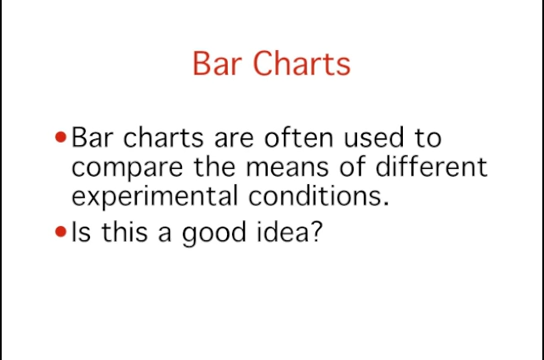 Bar Charts
•Bar charts are often used to
compare the means of different
experimental conditions.
•Is this a good idea?